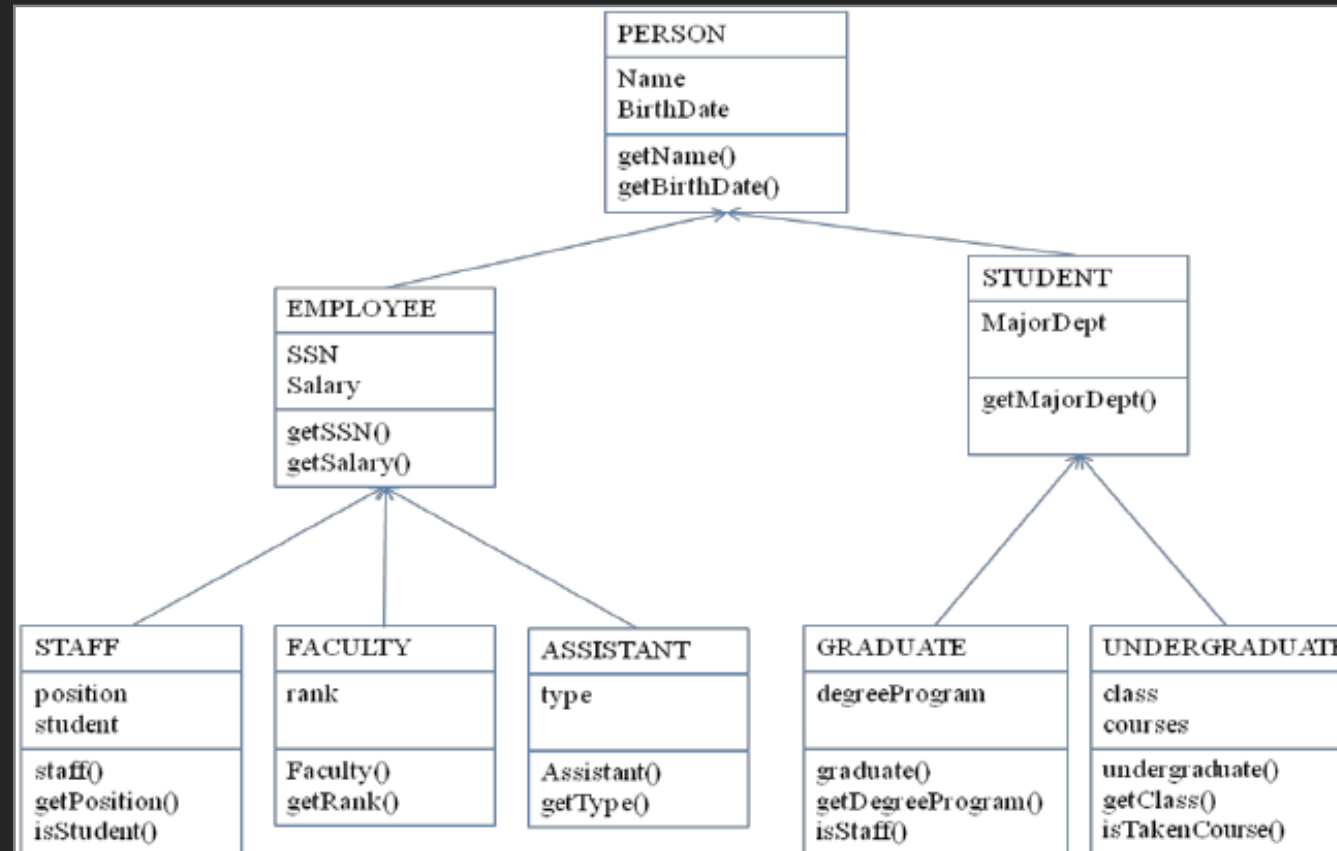 PERSON
Name
BirthDate
getName()
getBirthDate()
EMPLOYEE
SSN
Salary
getSSN()
getSalary()
STUDENT
MajorDept
getMajorDept()
STAFF
position
student
staff()
getPosition()
isStudent()
FACULTY
rank
Faculty()
getRank()
ASSISTANT
type
Assistant()
getType()
GRADUATE
degreeProgram
graduate()
getDegreeProgram()
isStaff()
UNDERGRADUATE
class
courses
undergraduate()
getClass()
isTakenCourse()